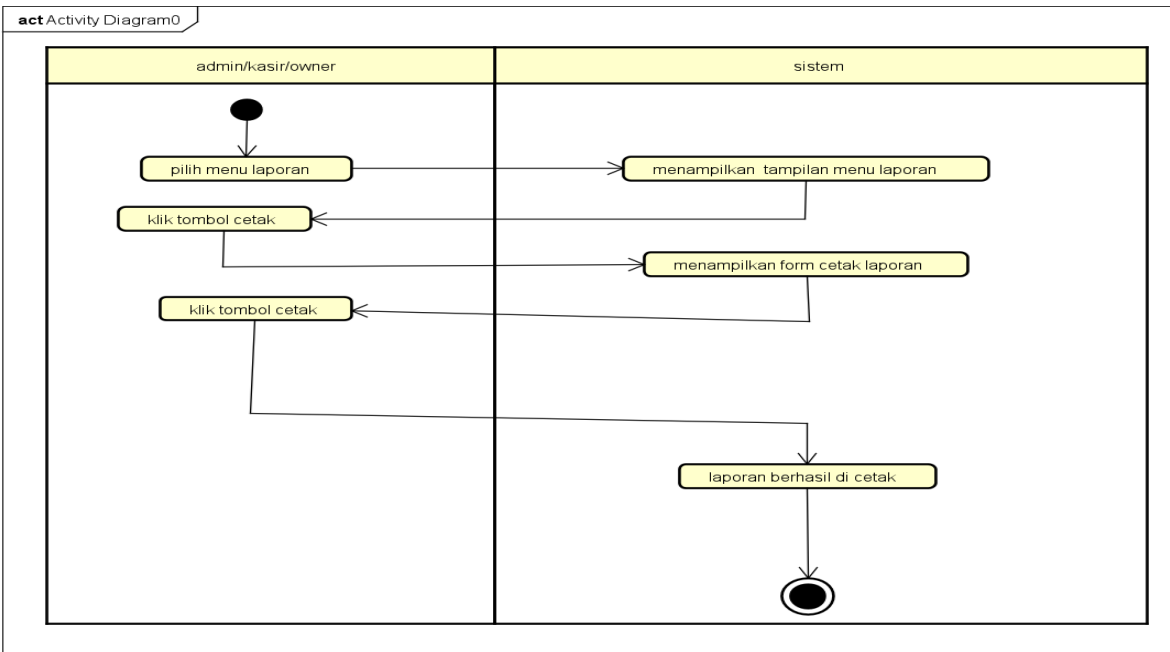 act Activity Diagram0
admin/kasir/owner
sistem
pilih menu laporan
menampilkan tampilan menu laporan
klik tombol cetak
menampilkan form cetak laporan
klik tombol cetak
laporan berhasil di cetak